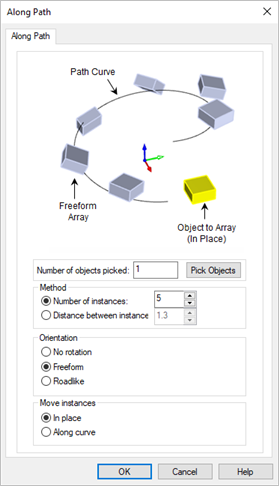 Along Path
Along Path
Path Curve
Freeform
Array
Object to Array
(In Place)
Number of objects picked: 1 Pick Objects
Method
Number of instances: 5
Distance between instance 1.3
Orientation
No rotation
Freeform
Roadlike
Move instances
In place
Along curve
OK Cancel Help